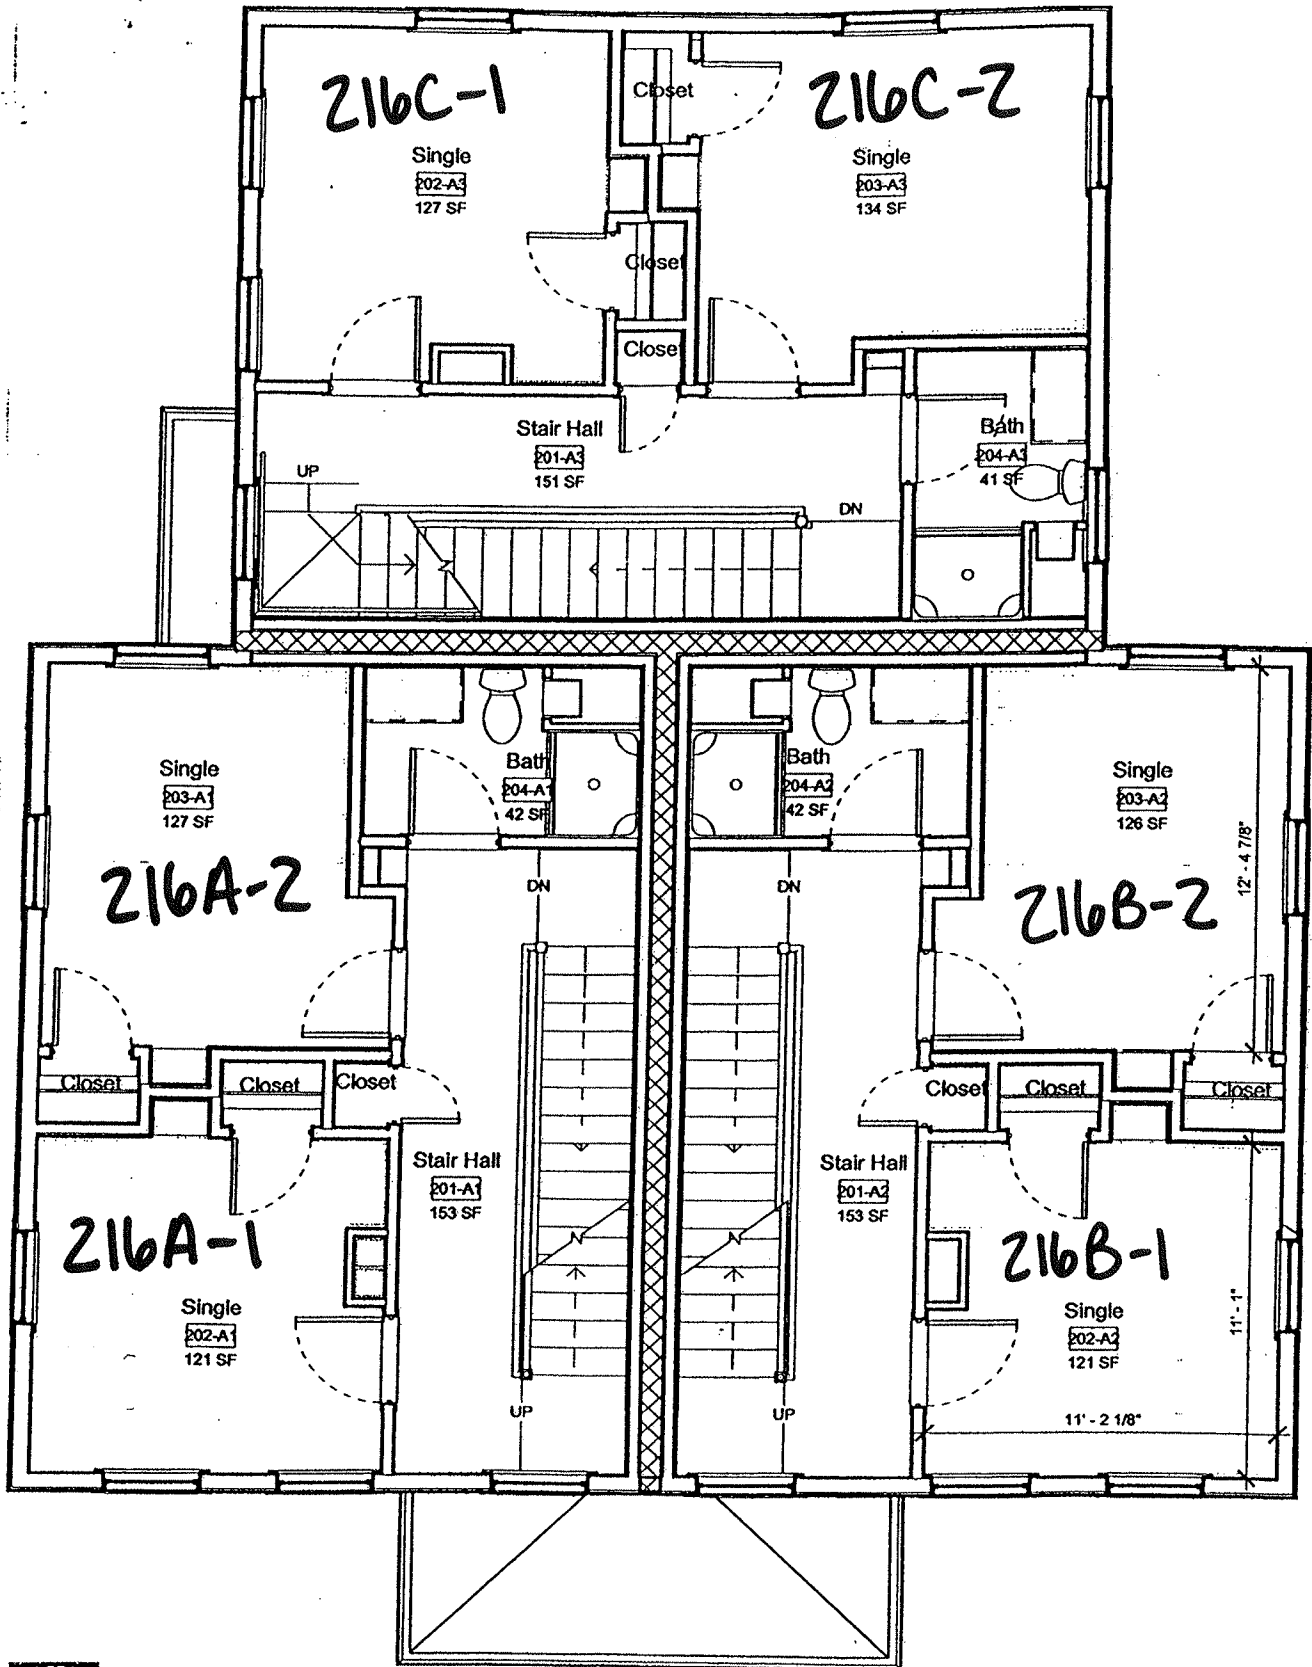 216C-1
Single
202-A3
127 SF
Closet
216C-2
Single
203-A3
134 SF
Closet
Close
Stair Hall
201-A3
151 SF
UP
DN
Bath
204-A3
41 SF
Single
203-A1
127 SF
216A-2
Bath
204-A1
42 SF
DN
Bath
204-A2
42 SF
DN
Single
203-A2
126 SF
12' - 4 7/8"
216B-2
Closet
Closet
Closet
Closet
Closet
Closet
Stair Hall
201-A1
153 SF
Stair Hall
201-A2
153 SF
216A-1
Single
202-A1
121 SF
216B-1
Single
202-A2
121 SF
11' - 1"
UP
UP
11' - 2 1/8"